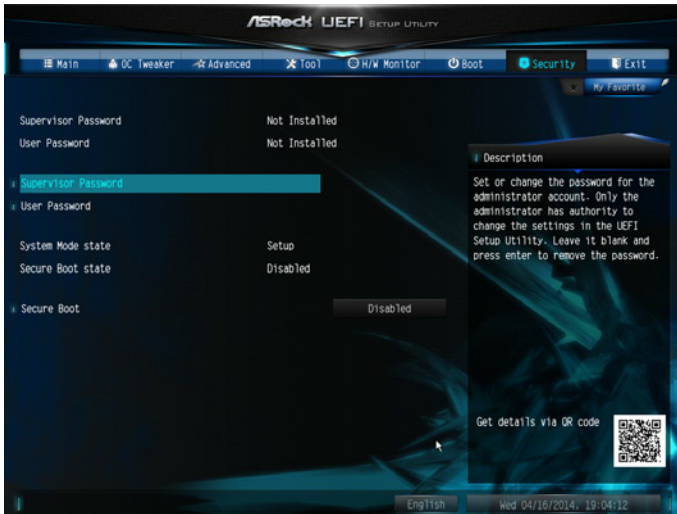 ASRock UEFI SETUP UTILITY
Main OC Tweaker Advanced Tool H/W Monitor Boot Security Exit
My Favorite
Supervisor Password Not Installed
User Password Not Installed
Supervisor Password
User Password
System Mode state Setup
Secure Boot state Disabled
Secure Boot Disabled
Description
Set or change the password for the
administrator account. Only the
administrator has authority to
change the settings in the UEFI
Setup Utility. Leave it blank and
press enter to remove the password.
Get details via QR code
English Wed 04/16/2014, 19:04:12